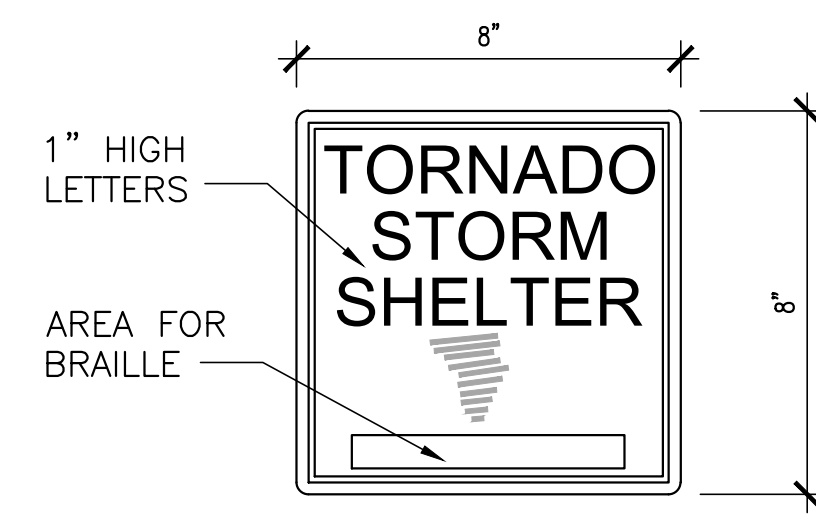 8"
1" HIGH
LETTERS
TORNADO
STORM
SHELTER
8"
AREA FOR
BRAILLE